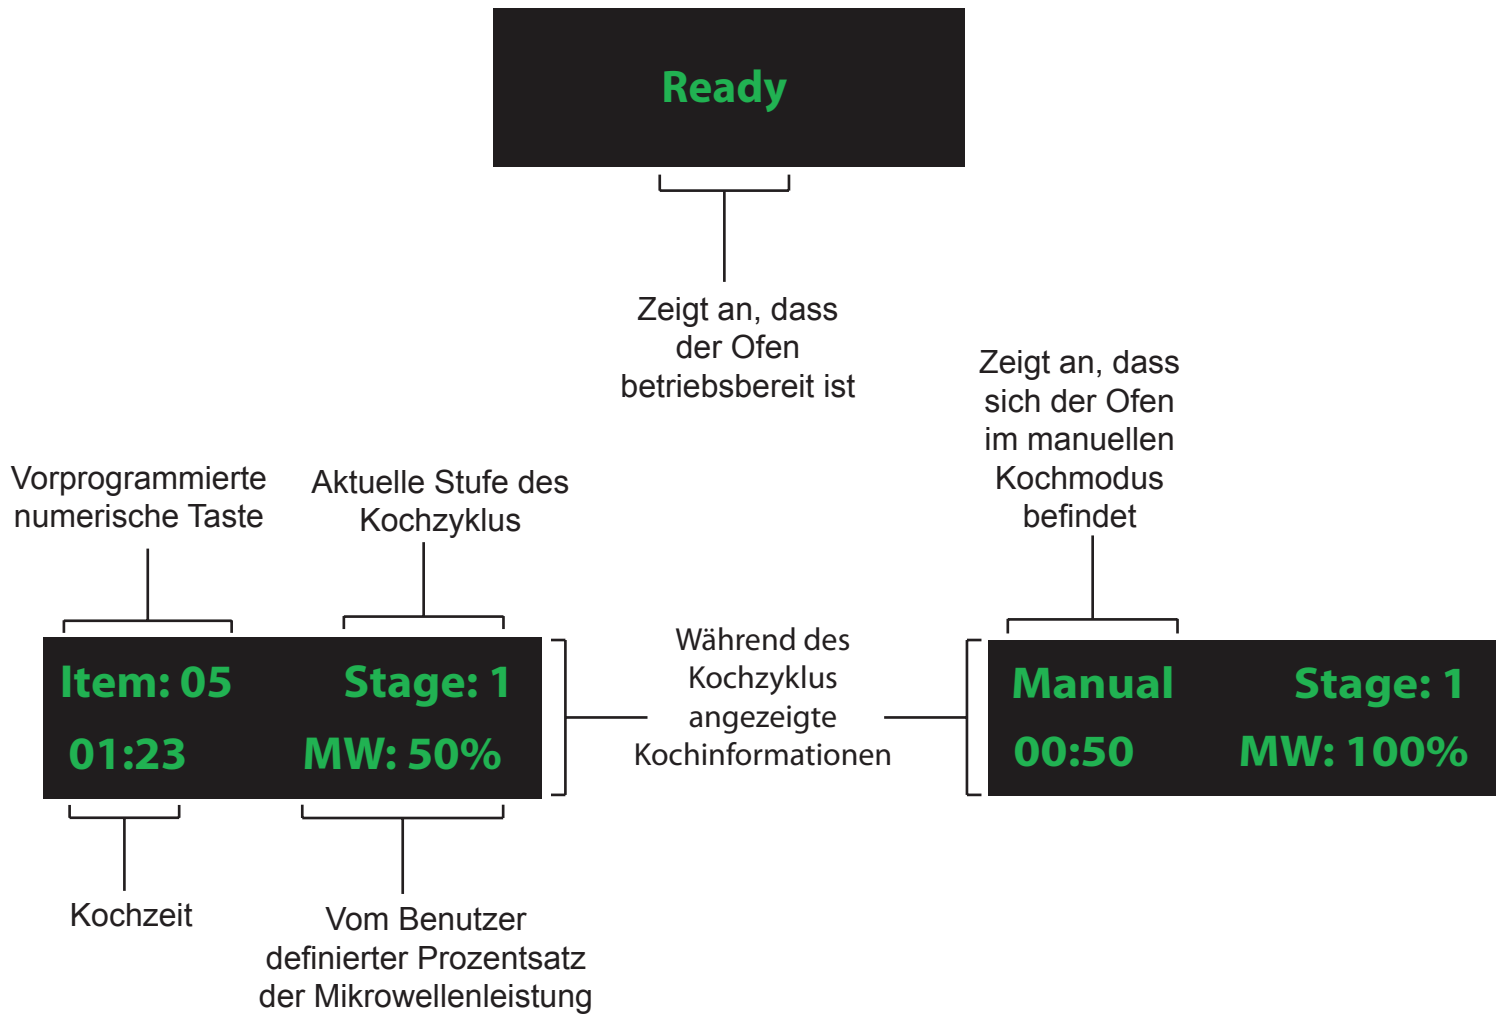 Ready
Zeigt an, dass
der Ofen
betriebsbereit ist
Zeigt an, dass
sich der Ofen
im manuellen
Kochmodus
befindet
Vorprogrammierte
numerische Taste
Aktuelle Stufe des
Kochzyklus
Item: 05 Stage: 1
01:23 MW: 50%
Während des
Kochzyklus
angezeigte
Kochinformationen
Manual Stage: 1
00:50 MW: 100%
Kochzeit
Vom Benutzer
definierter Prozentsatz
der Mikrowellenleistung